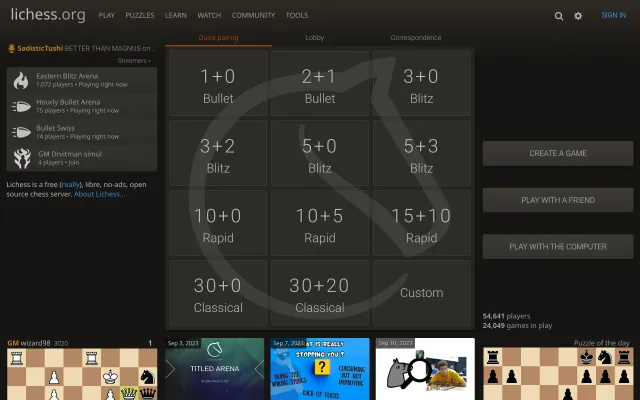 lichess.org PLAY PUZZLES LEARN WATCH COMMUNITY TOOLS SIGN IN
SadisticTushi BETTER THAN MAGNUS on ...
Streamers »
Eastern Blitz Arena
1,072 players • Playing right now
Hourly Bullet Arena
75 players • Playing right now
Bullet Swiss
14 players • Playing right now
GM Drvitman simul
4 players • Join
Lichess is a free (really), libre, no-ads, open
source chess server. About Lichess...
Quick pairing Lobby Correspondence
1+0
Bullet
2+1
Bullet
3+0
Blitz
3+2
Blitz
5+0
Blitz
5+3
Blitz
10+0
Rapid
10+5
Rapid
15+10
Rapid
30+0
Classical
30+20
Classical
Custom
CREATE A GAME
PLAY WITH A FRIEND
PLAY WITH THE COMPUTER
54,641 players
24,049 games in play
GM wizard98 3020 1
Sep 3, 2023
TITLED ARENA
Sep 7, 2023
AT IS REALLY
STOPPING YOU?
?
DOING THE
WRONG THINGS
CONSUMING
BUT NOT
IMPROVING
LACK OF FOCUS
Sep 10, 2023
Puzzle of the day